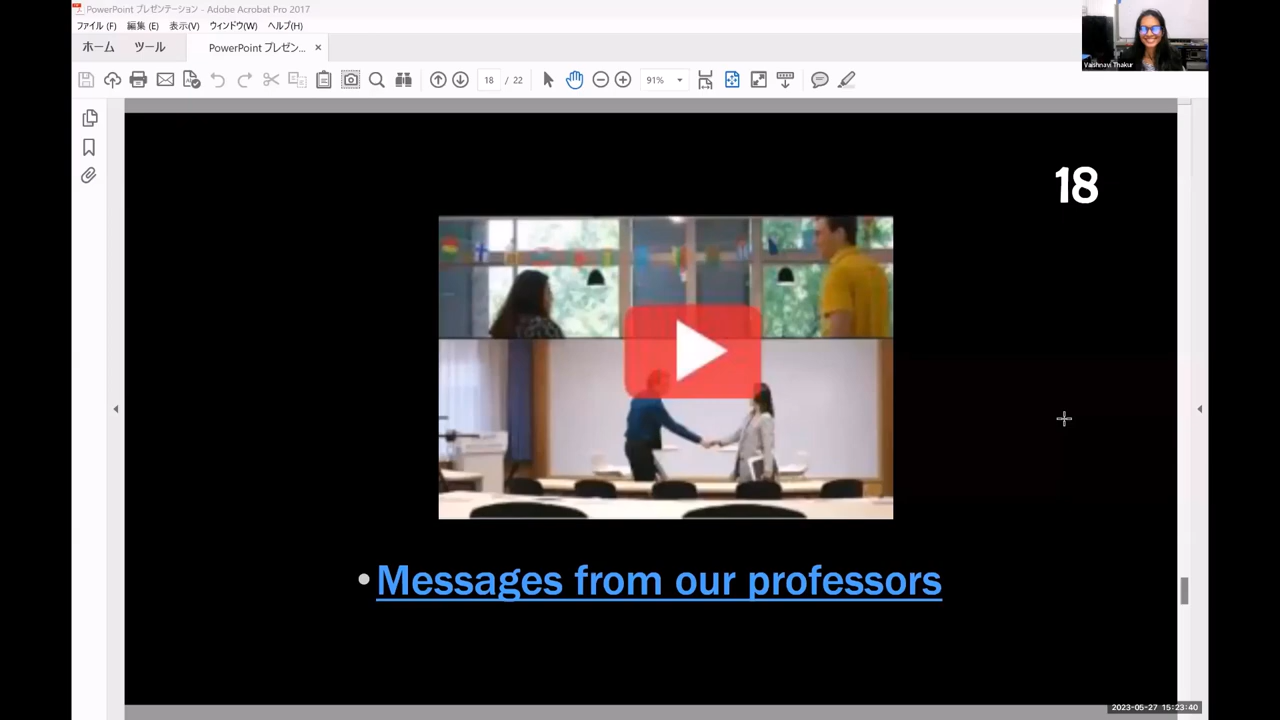 PowerPoint プレゼンテーション - Adobe Acrobat Pro 2017
ファイル(F) 編集(E) 表示(V) ウィンドウ(W) ヘルプ(H)
ホーム ツール PowerPoint プレゼン... ×
18 / 22 91%
Vaishnavi Thakur
18
• Messages from our professors
2023-05-27 15:23:40